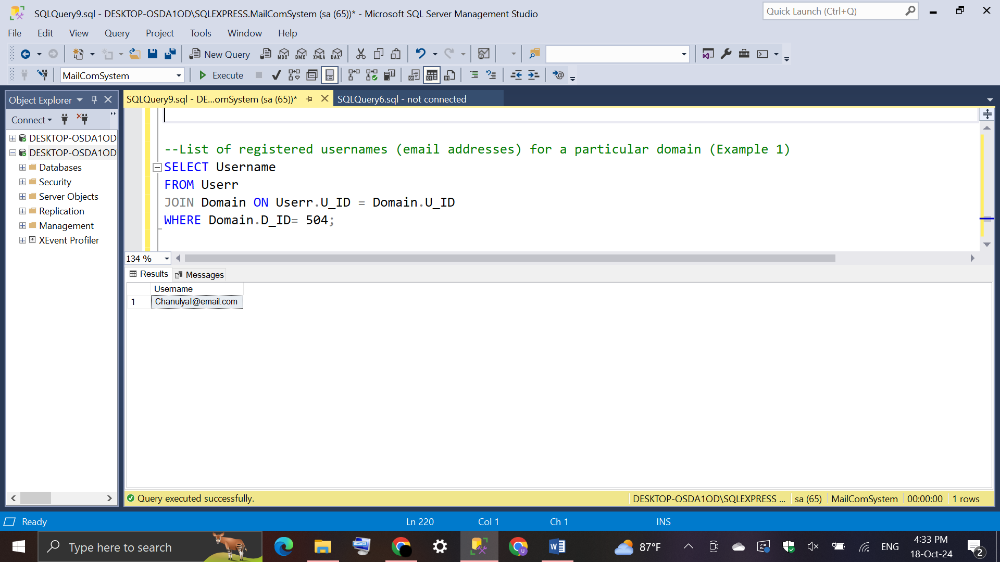 SQLQuery9.sql - DESKTOP-OSDA1OD\SQLEXPRESS.MailComSystem (sa (65))* - Microsoft SQL Server Management Studio
Quick Launch (Ctrl+Q)
File Edit View Query Project Tools Window Help
New Query MDX DMX XMLA DAX
MailComSystem Execute
Object Explorer
SQLQuery9.sql - DE...omSystem (sa (65))* SQLQuery6.sql - not connected
Connect
DESKTOP-OSDA1OD
DESKTOP-OSDA1OD
Databases
Security
Server Objects
Replication
Management
XEvent Profiler
--List of registered usernames (email addresses) for a particular domain (Example 1)
SELECT Username
FROM Userr
JOIN Domain ON Userr.U_ID = Domain.U_ID
WHERE Domain.D_ID= 504;
134 %
Results Messages
Username
1 Chanulyal@email.com
Query executed successfully.
DESKTOP-OSDA1OD\SQLEXPRESS ... sa (65) MailComSystem 00:00:00 1 rows
Ready Ln 220 Col 1 Ch 1 INS
Type here to search
87°F ENG
4:33 PM
18-Oct-24
2